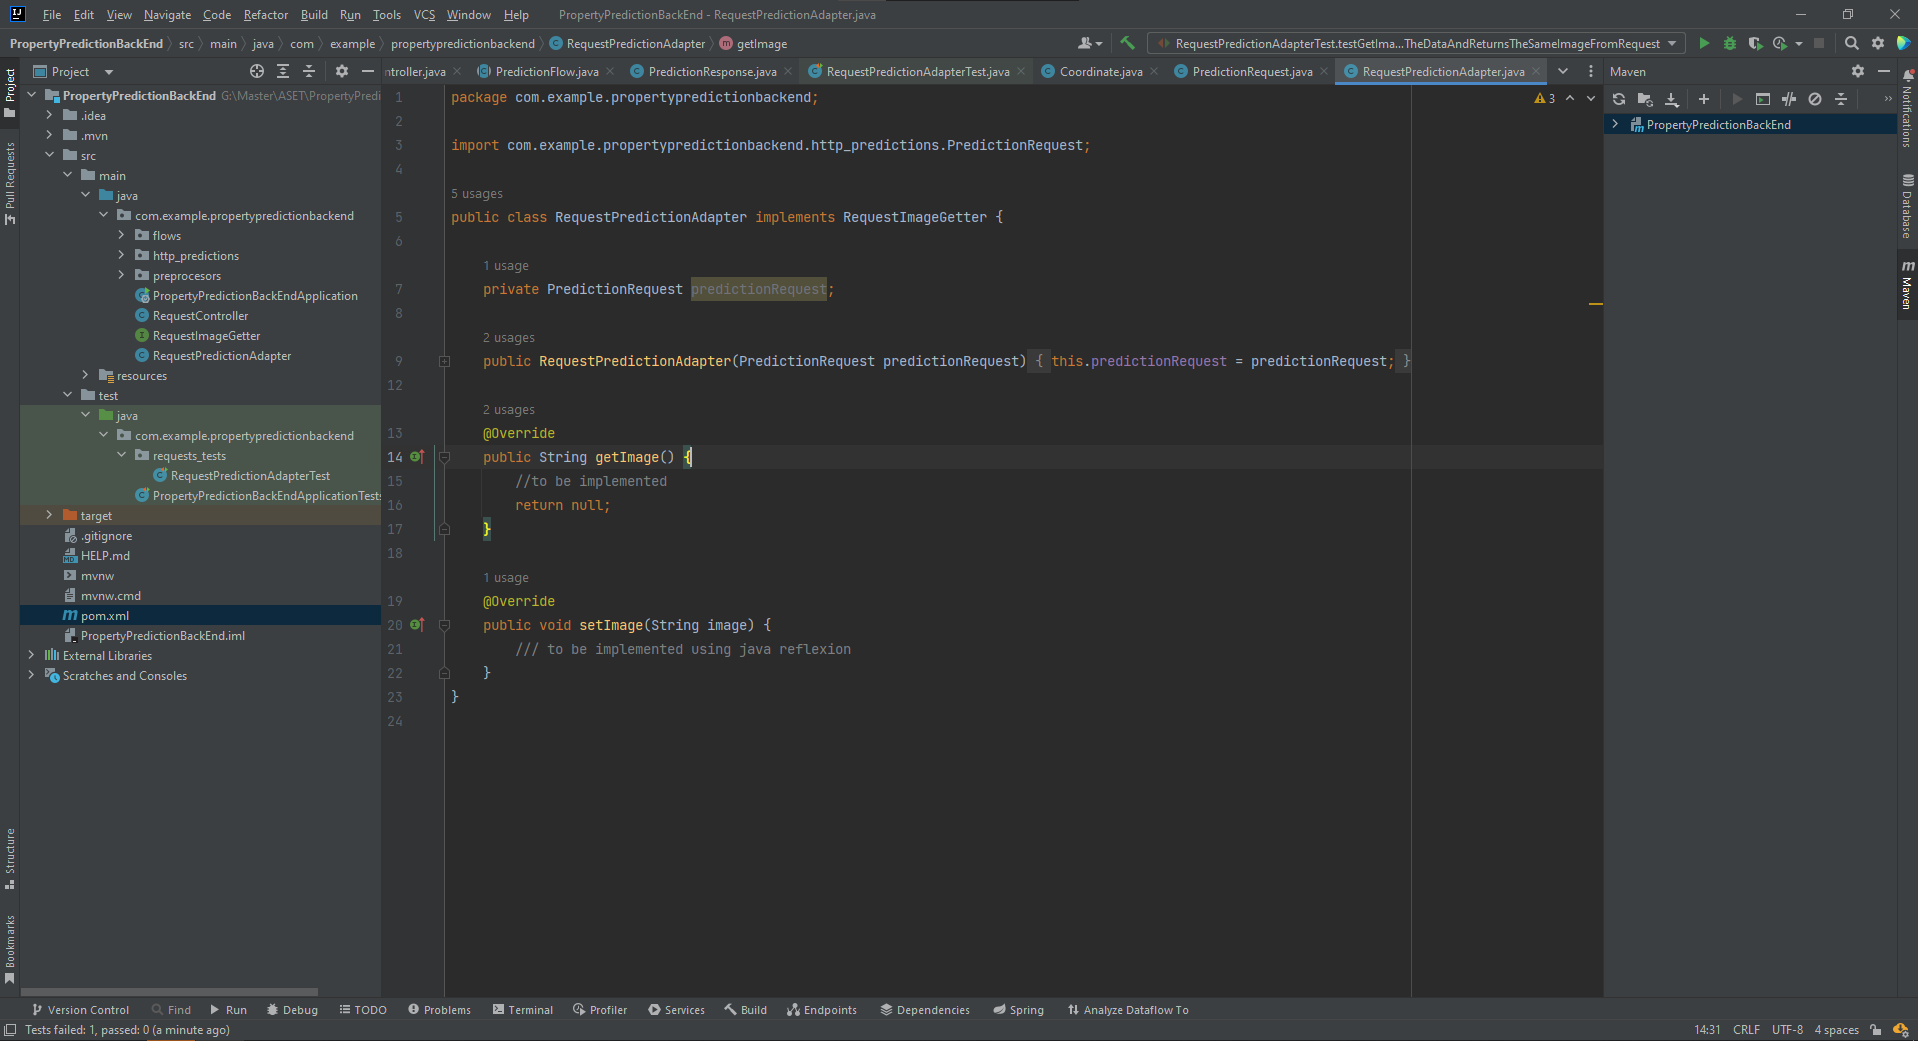 File Edit View Navigate Code Refactor Build Run Tools VCS Window Help PropertyPredictionBackEnd - RequestPredictionAdapter.java
PropertyPredictionBackEnd src main java com example propertypredictionbackend RequestPredictionAdapter getImage RequestPredictionAdapterTest.testGetIma...TheDataAndReturnsTheSameImageFromRequest
Project
ntroller.java PredictionFlow.java PredictionResponse.java RequestPredictionAdapterTest.java Coordinate.java PredictionRequest.java RequestPredictionAdapter.java
Maven
Project
Pull Requests
Structure
Bookmarks
PropertyPredictionBackEnd G:\Master\ASET\PropertyPredi
.idea
.mvn
src
main
java
com.example.propertypredictionbackend
flows
http_predictions
preprocesors
PropertyPredictionBackEndApplication
RequestController
RequestImageGetter
RequestPredictionAdapter
resources
test
java
com.example.propertypredictionbackend
requests_tests
RequestPredictionAdapterTest
PropertyPredictionBackEndApplicationTests
target
.gitignore
HELP.md
mvnw
mvnw.cmd
pom.xml
PropertyPredictionBackEnd.iml
External Libraries
Scratches and Consoles
1 package com.example.propertypredictionbackend;
2
3 import com.example.propertypredictionbackend.http_predictions.PredictionRequest;
4
5 usages
5 public class RequestPredictionAdapter implements RequestImageGetter {
6
1 usage
7 private PredictionRequest predictionRequest;
8
2 usages
9 public RequestPredictionAdapter(PredictionRequest predictionRequest) { this.predictionRequest = predictionRequest; }
12
2 usages
13 @Override
14 public String getImage() {
15 //to be implemented
16 return null;
17 }
18
1 usage
19 @Override
20 public void setImage(String image) {
21 /// to be implemented using java reflexion
22 }
23 }
24
3
PropertyPredictionBackEnd
Notifications
Database
Maven
Version Control Find Run Debug TODO Problems Terminal Profiler Services Build Endpoints Dependencies Spring Analyze Dataflow To
Tests failed: 1, passed: 0 (a minute ago) 14:31 CRLF UTF-8 4 spaces